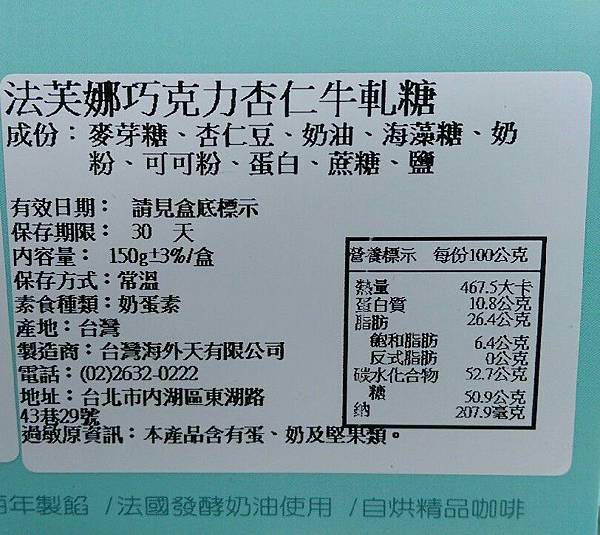 法芙娜巧克力杏仁牛軋糖
成份：麥芽糖、杏仁豆、奶油、海藻糖、奶
粉、可可粉、蛋白、蔗糖、鹽
有效日期： 請見盒底標示
保存期限： 30 天
內容量： 150g±3%/盒
保存方式：常溫
素食種類：奶蛋素
產地：台灣
製造商：台灣海外天有限公司
電話：(02)2632-0222
地址：台北市內湖區東湖路
43巷29號
過敏原資訊：本產品含有蛋、奶及堅果類。
營養標示 每份100公克
熱量 467.5大卡
蛋白質 10.8公克
脂肪 26.4公克
飽和脂肪 6.4公克
反式脂肪 0公克
碳水化合物 52.7公克
糖 50.9公克
鈉 207.9毫克
百年製餡 /法國發酵奶油使用 /自烘精品咖啡